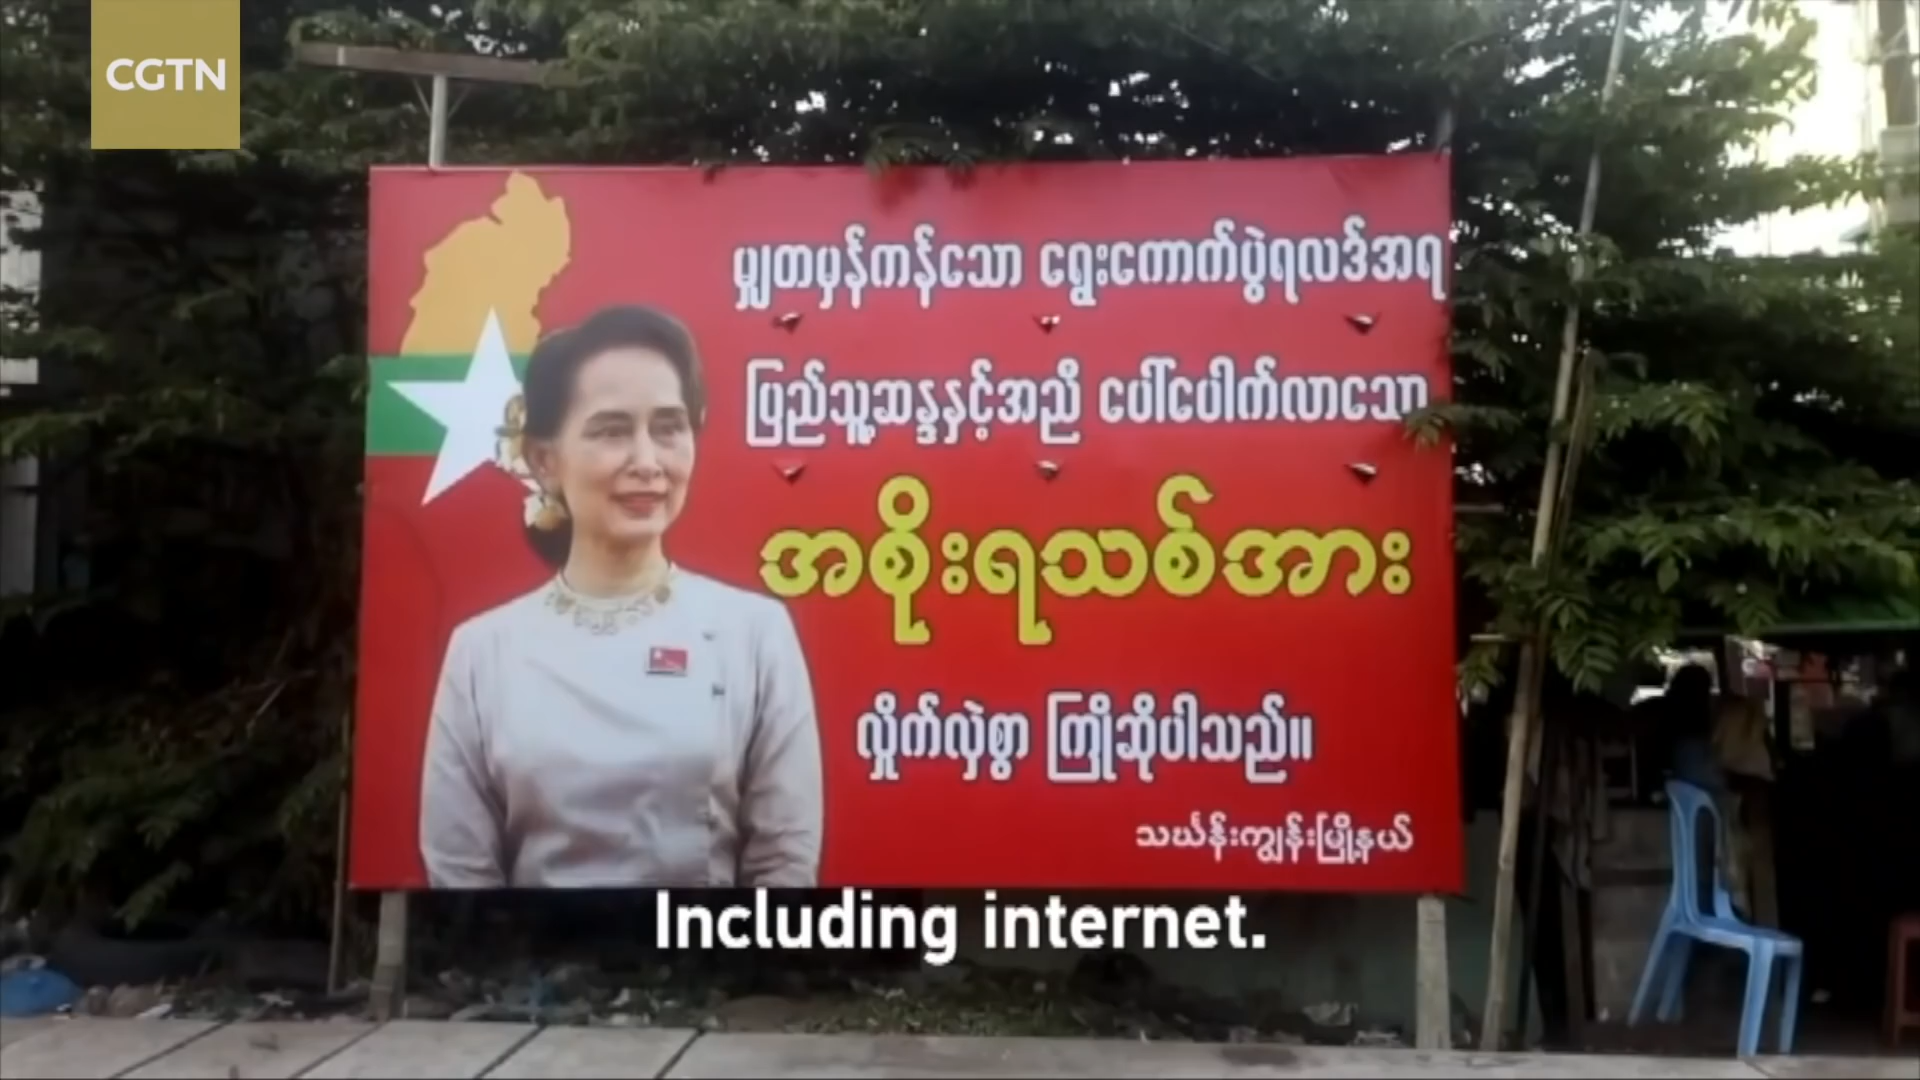 CGTN
မျှတမှန်ကန်သော ရွေးကောက်ပွဲရလဒ်အရ
ပြည်သူ့ဆန္ဒနှင့်အညီ ပေါ်ပေါက်လာသော
အစိုးရသစ်အား
လှိုက်လှဲစွာ ကြိုဆိုပါသည်။
သင်္ဃန်းကျွန်းမြို့နယ်
Including internet.